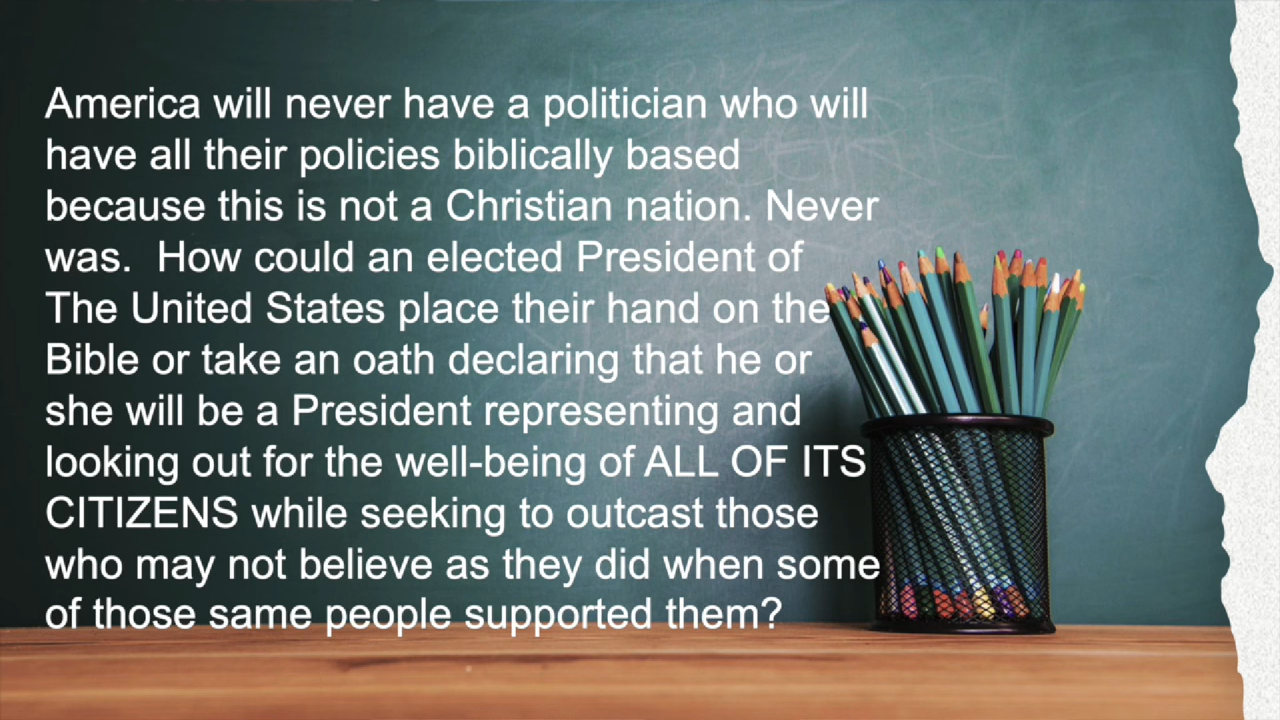 America will never have a politician who will
have all their policies biblically based
because this is not a Christian nation. Never
was.  How could an elected President of
The United States place their hand on the
Bible or take an oath declaring that he or
she will be a President representing and
looking out for the well-being of ALL OF ITS
CITIZENS while seeking to outcast those
who may not believe as they did when some
of those same people supported them?